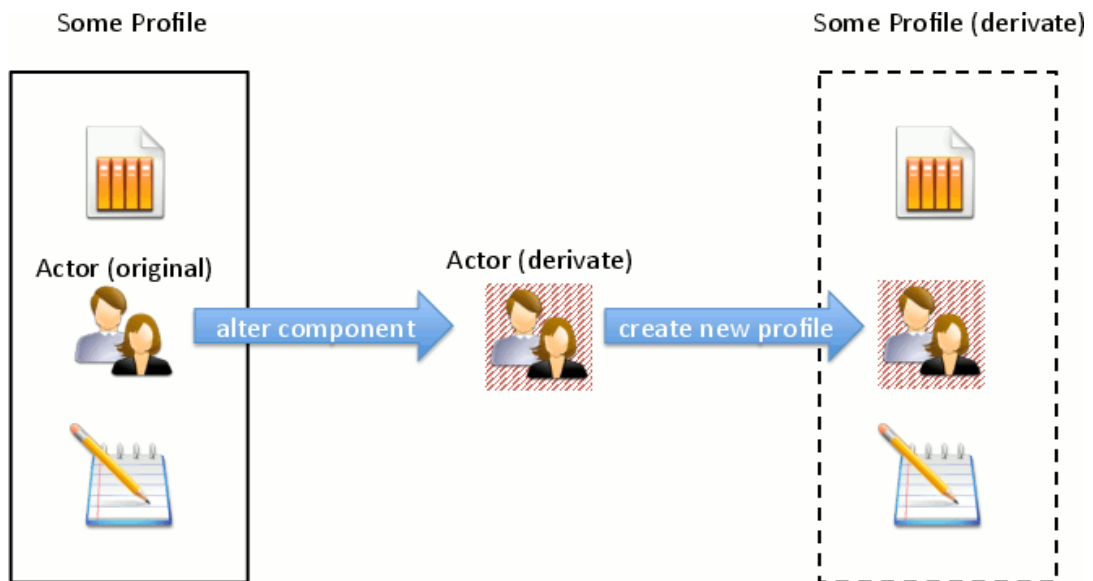 Some Profile
Some Profile (derivate)
Actor (original)
Actor (derivate)
alter component
create new profile